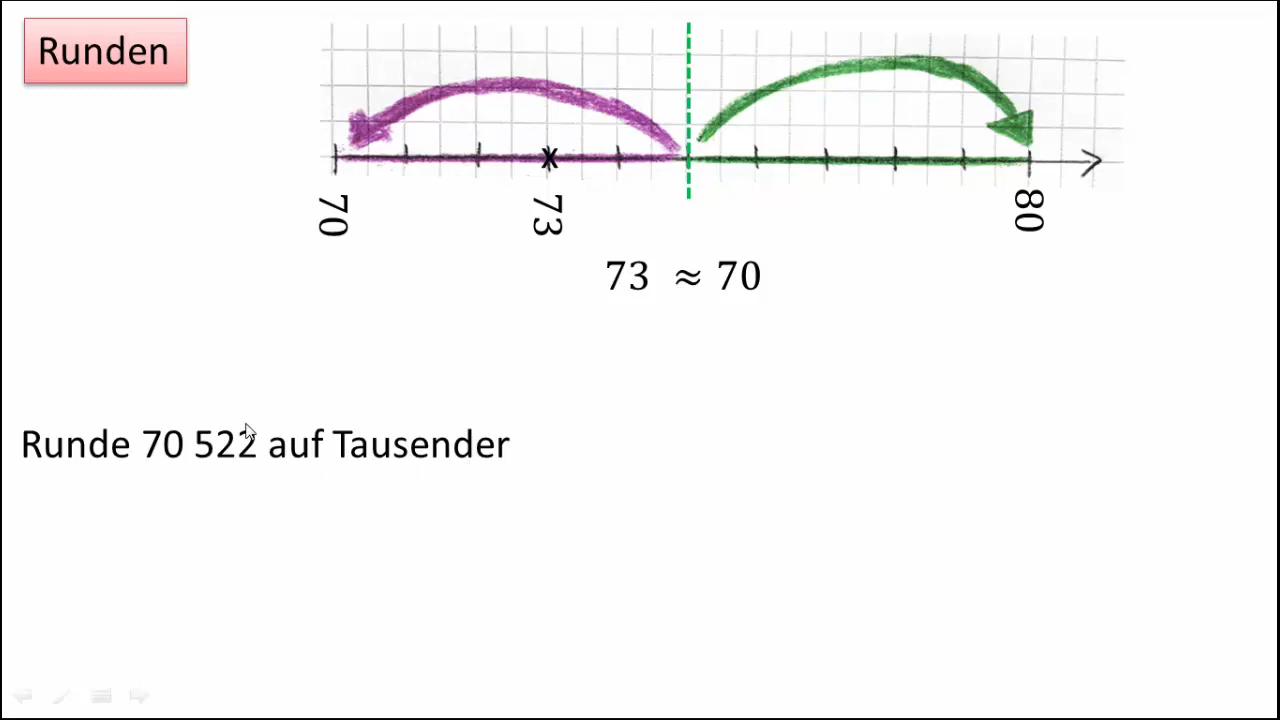 Runden
70
73
80
73 ≈ 70
Runde 70 522 auf Tausender